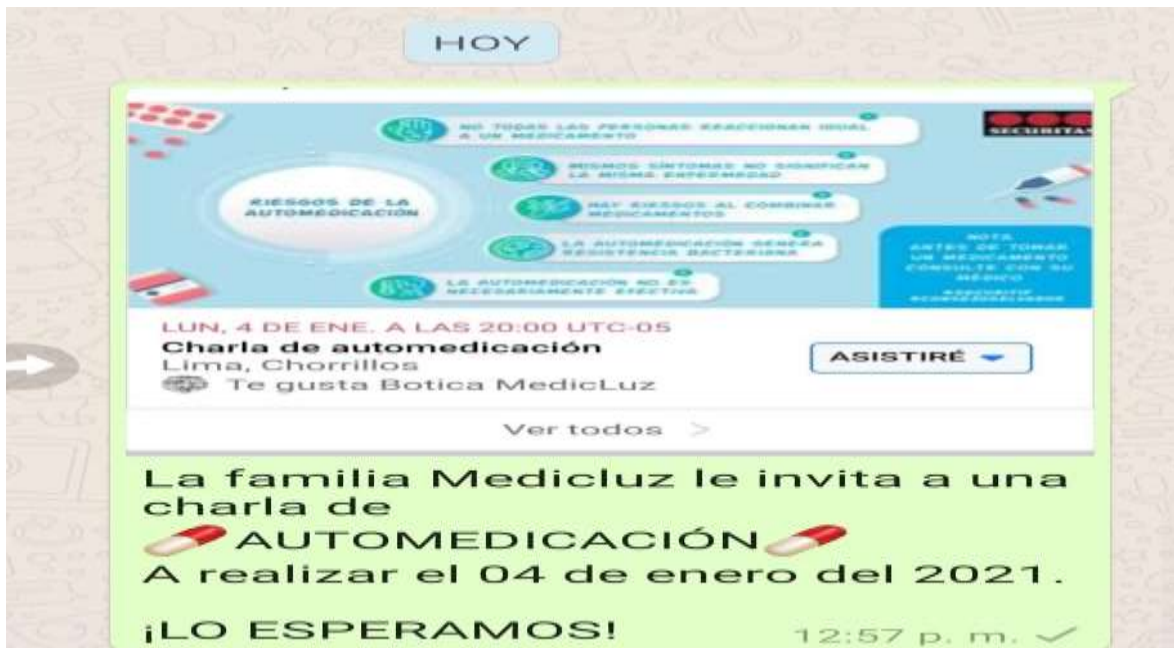 HOY
NO TODAS LAS PERSONAS REACCIONAN IGUAL
A UN MEDICAMENTO
SECURITAS
MISMOS SÍNTOMAS NO SIGNIFICAN
LA MISMA ENFERMEDAD
RIESGOS DE LA
AUTOMEDICACIÓN
HAY RIESGOS AL COMBINAR
MEDICAMENTOS
LA AUTOMEDICACIÓN GENERA
RESISTENCIA BACTERIANA
LA AUTOMEDICACIÓN NO ES
NECESARIAMENTE EFECTIVA
NOTA
ANTES DE TOMAR
UN MEDICAMENTO
CONSULTE CON SU
MÉDICO
LUN, 4 DE ENE. A LAS 20:00 UTC-05
Charla de automedicación
Lima, Chorrillos
Te gusta Botica MedicLuz
ASISTIRÉ
Ver todos >
La familia Medicluz le invita a una
charla de
AUTOMEDICACIÓN
A realizar el 04 de enero del 2021.
¡LO ESPERAMOS!
12:57 p. m.